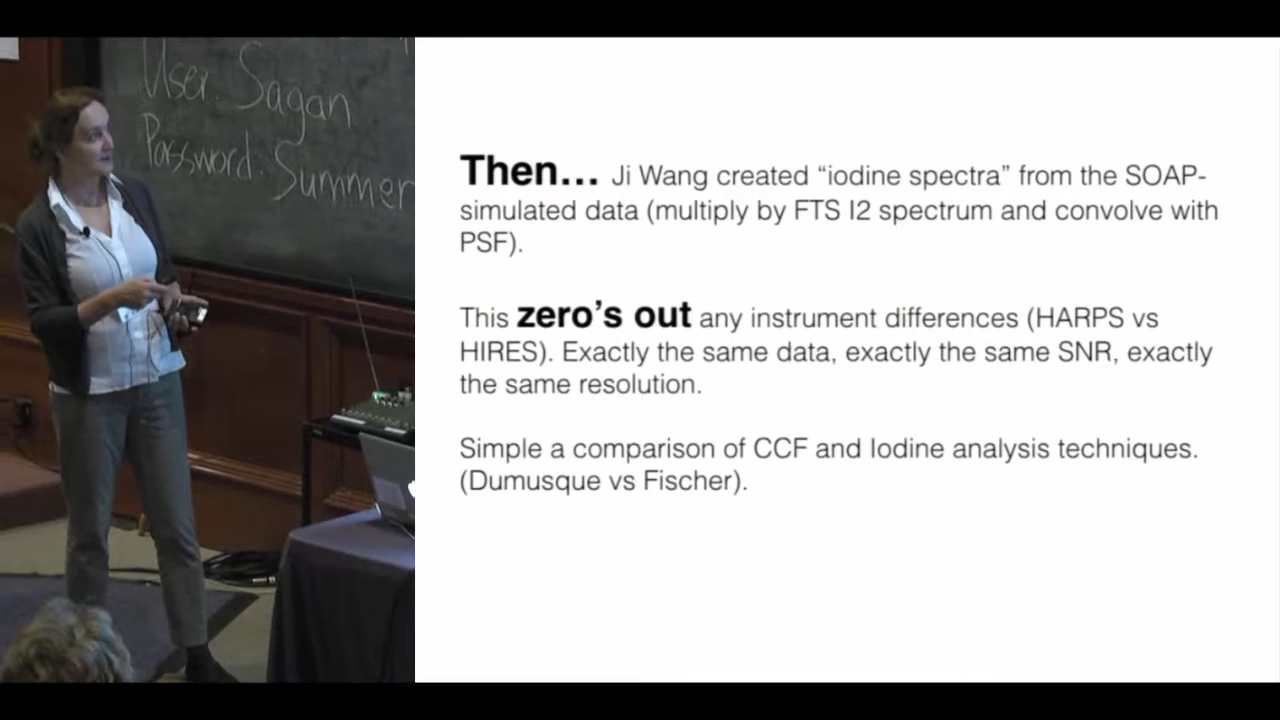 User: Sagan
Password: Summer
Then... Ji Wang created “iodine spectra” from the SOAP-
simulated data (multiply by FTS I2 spectrum and convolve with
PSF).
This zero’s out any instrument differences (HARPS vs
HIRES). Exactly the same data, exactly the same SNR, exactly
the same resolution.
Simple a comparison of CCF and Iodine analysis techniques.
(Dumusque vs Fischer).